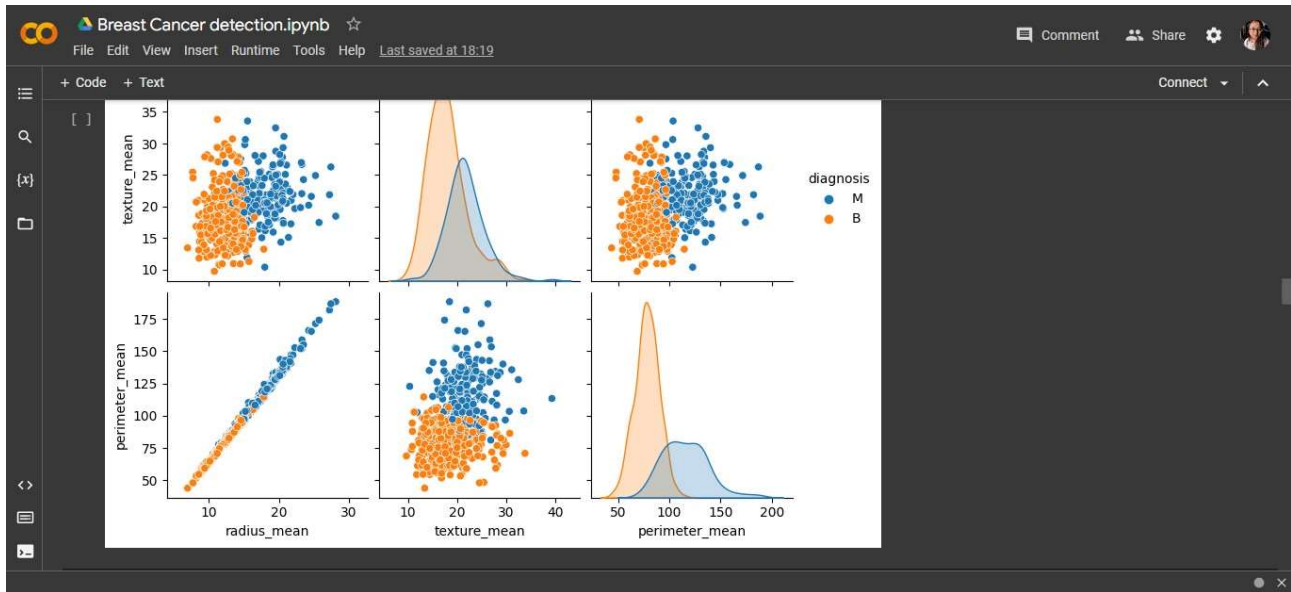 Breast Cancer detection.ipynb
File Edit View Insert Runtime Tools Help Last saved at 18:19
Comment Share
+ Code + Text
Connect
[ ]
{x}
texture_mean
35
30
25
20
15
10
diagnosis
M
B
perimeter_mean
175
150
125
100
75
50
10 20 30
radius_mean
10 20 30 40
texture_mean
50 100 150 200
perimeter_mean